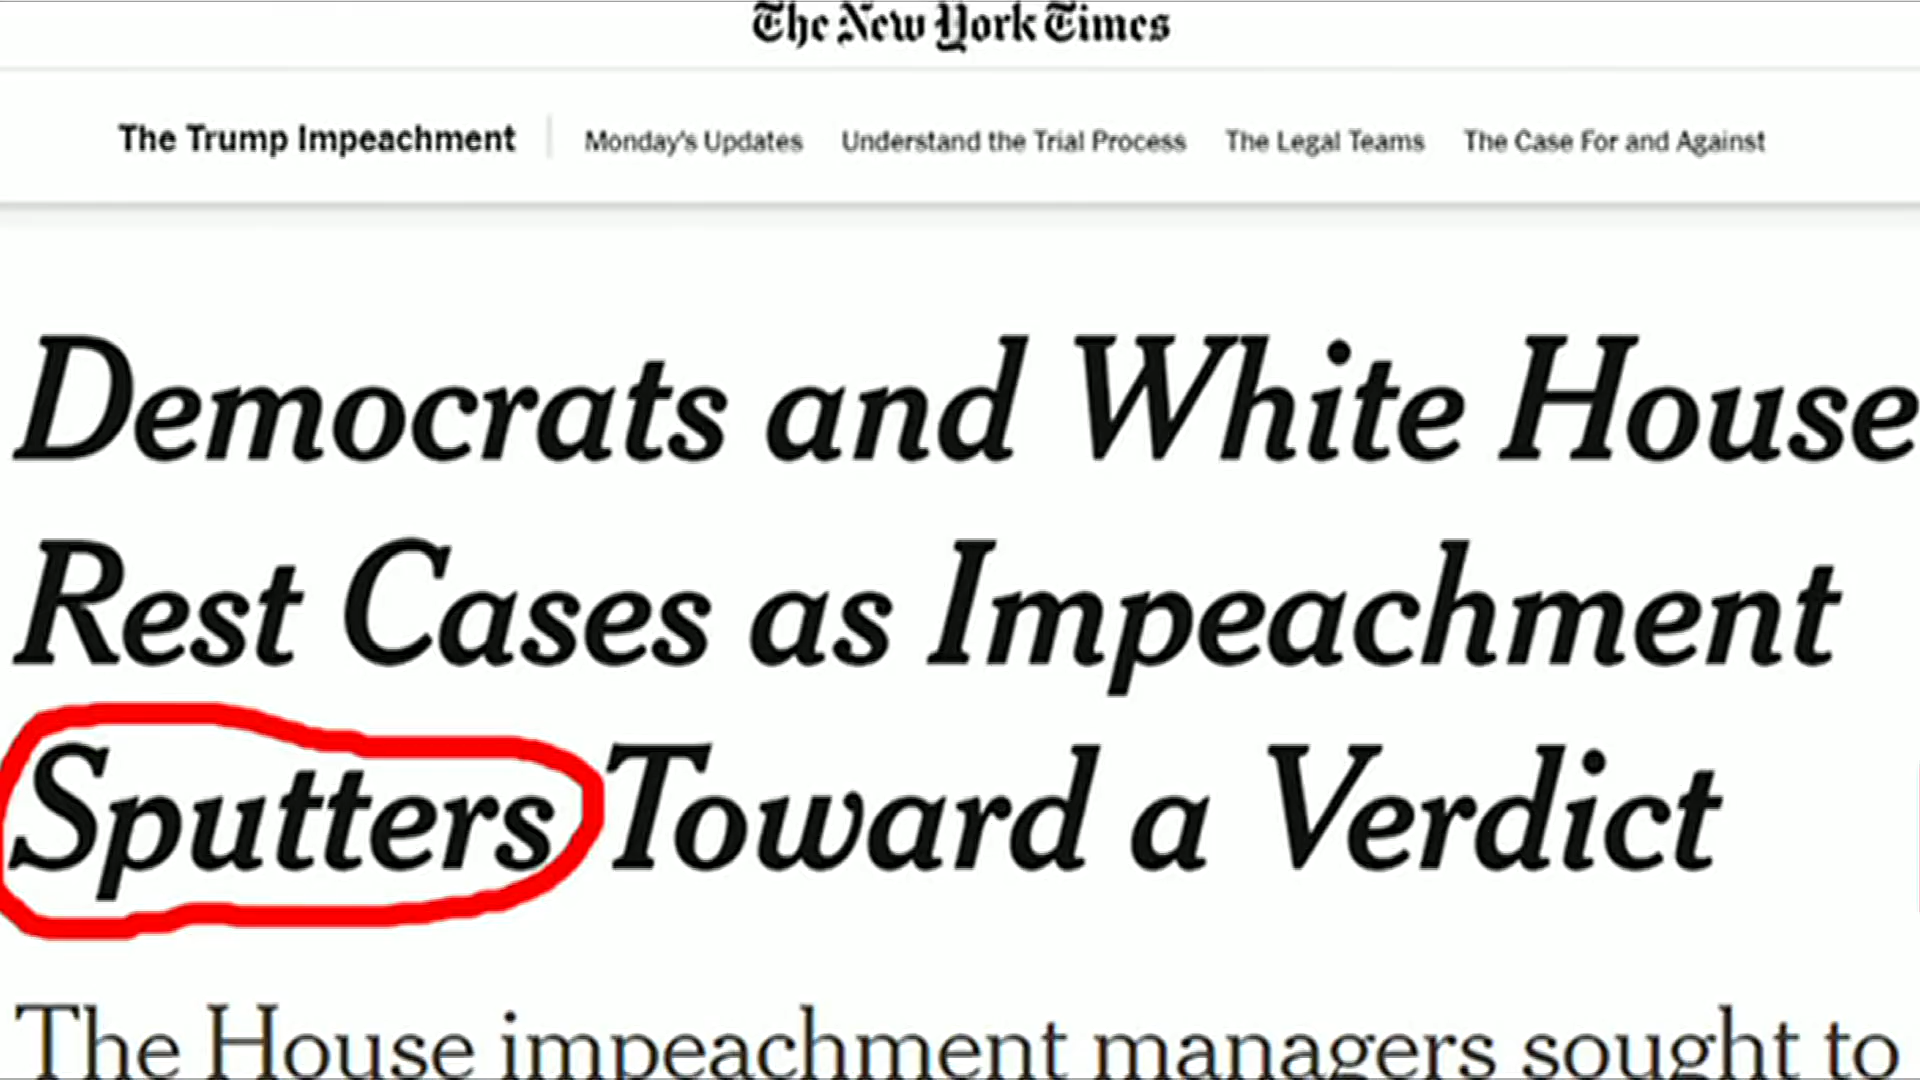 The New York Times
The Trump Impeachment Monday's Updates Understand the Trial Process The Legal Teams The Case For and Against
Democrats and White House
Rest Cases as Impeachment
Sputters Toward a Verdict
The House impeachment managers sought to